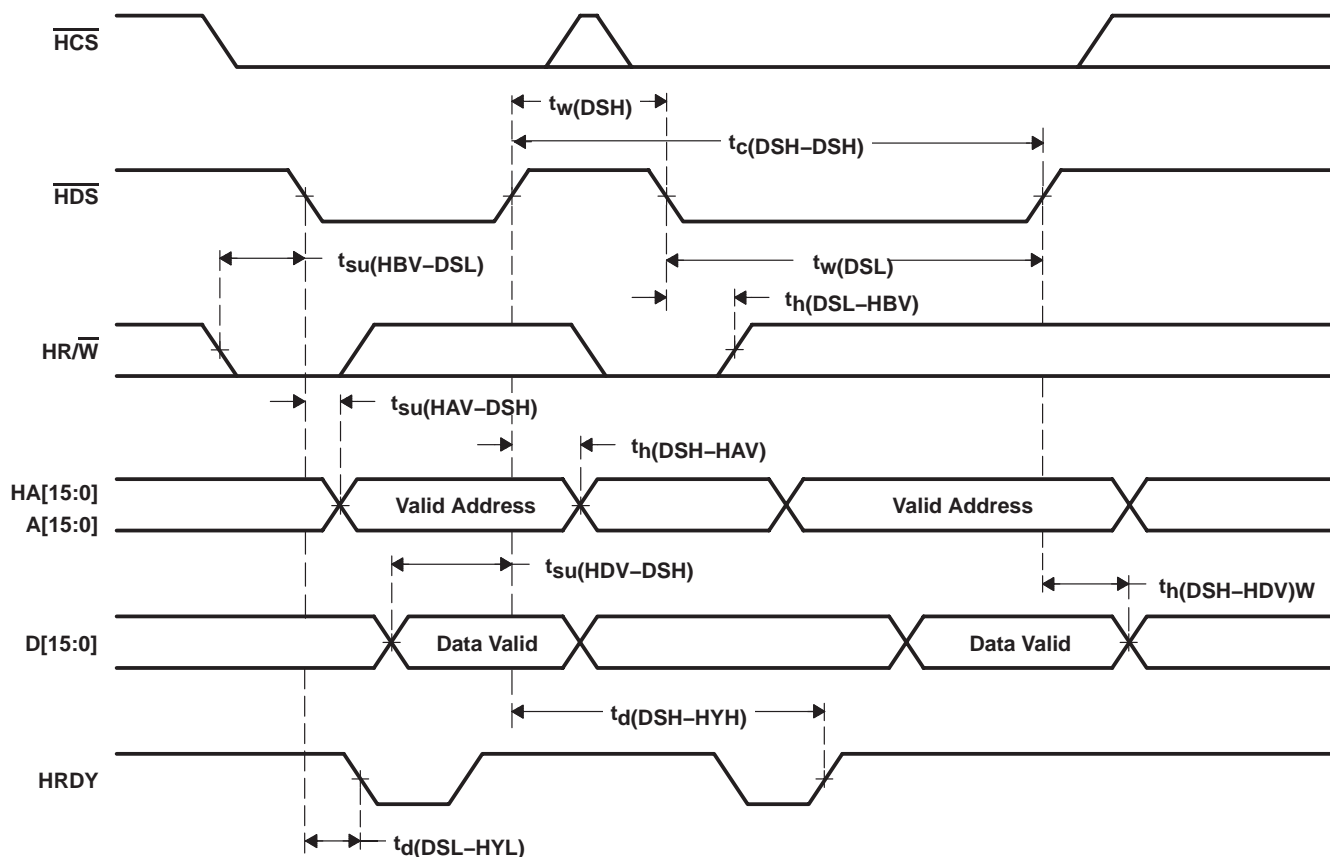 HCS
tw(DSH)
tc(DSH–DSH)
HDS
tsu(HBV–DSL)
tw(DSL)
th(DSL–HBV)
HR/W
tsu(HAV–DSH)
th(DSH–HAV)
HA[15:0]
Valid Address
Valid Address
A[15:0]
tsu(HDV–DSH)
th(DSH–HDV)W
D[15:0]
Data Valid
Data Valid
td(DSH–HYH)
HRDY
td(DSL–HYL)